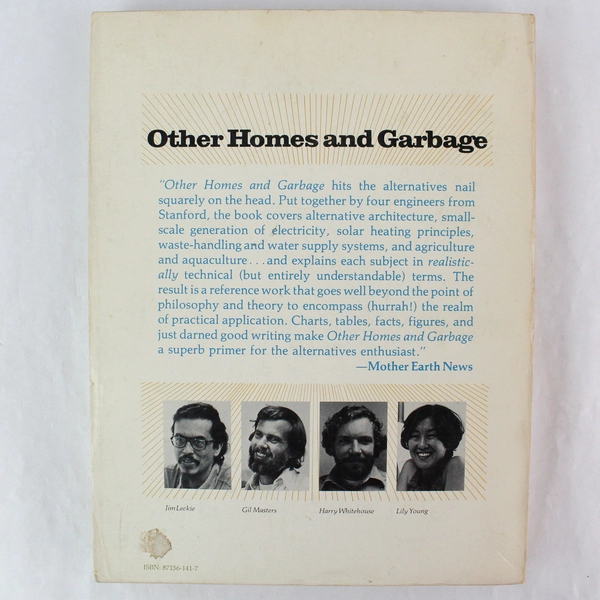 Other Homes and Garbage
"Other Homes and Garbage hits the alternatives nail
squarely on the head. Put together by four engineers from
Stanford, the book covers alternative architecture, small-
scale generation of electricity, solar heating principles,
waste-handling and water supply systems, and agriculture
and aquaculture...and explains each subject in realistic-
ally technical (but entirely understandable) terms. The
result is a reference work that goes well beyond the point of
philosophy and theory to encompass (hurrah!) the realm
of practical application. Charts, tables, facts, figures, and
just darned good writing make Other Homes and Garbage
a superb primer for the alternatives enthusiast."
—Mother Earth News
Jim Leckie
Gil Masters
Harry Whitehouse
Lily Young
ISBN: 87156-141-7